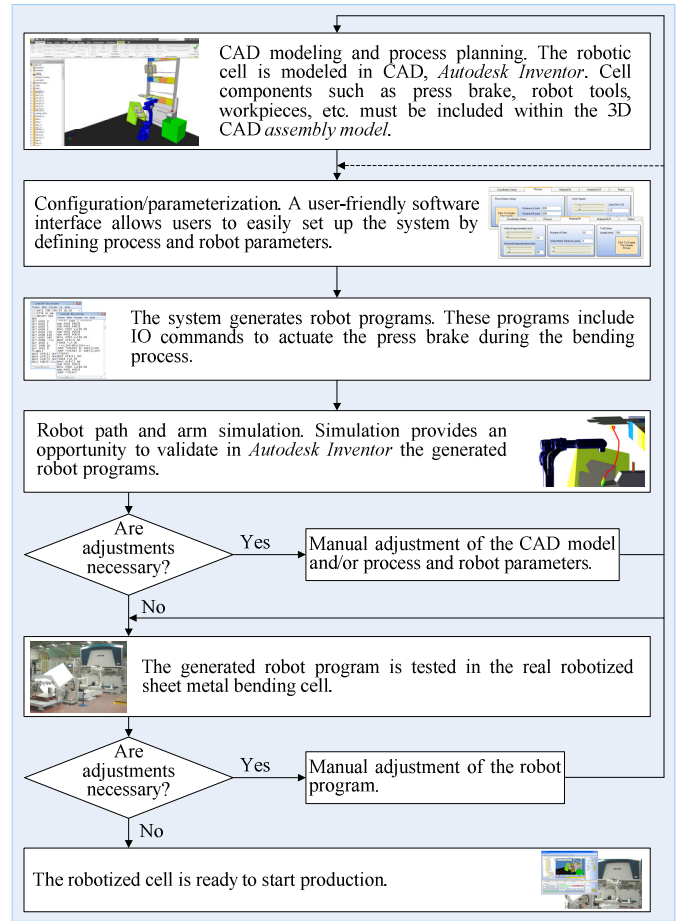 CAD modeling and process planning. The robotic
cell is modeled in CAD, Autodesk Inventor. Cell
components such as press brake, robot tools,
workpieces, etc. must be included within the 3D
CAD assembly model.
Configuration/parameterization. A user-friendly software
interface allows users to easily set up the system by
defining process and robot parameters.
The system generates robot programs. These programs include
IO commands to actuate the press brake during the bending
process.
Robot path and arm simulation. Simulation provides an
opportunity to validate in Autodesk Inventor the generated
robot programs.
Are
adjustments
necessary?
Yes
Manual adjustment of the CAD model
and/or process and robot parameters.
No
The generated robot program is tested in the real robotized
sheet metal bending cell.
Are
adjustments
necessary?
Yes
Manual adjustment of the robot
program.
No
The robotized cell is ready to start production.